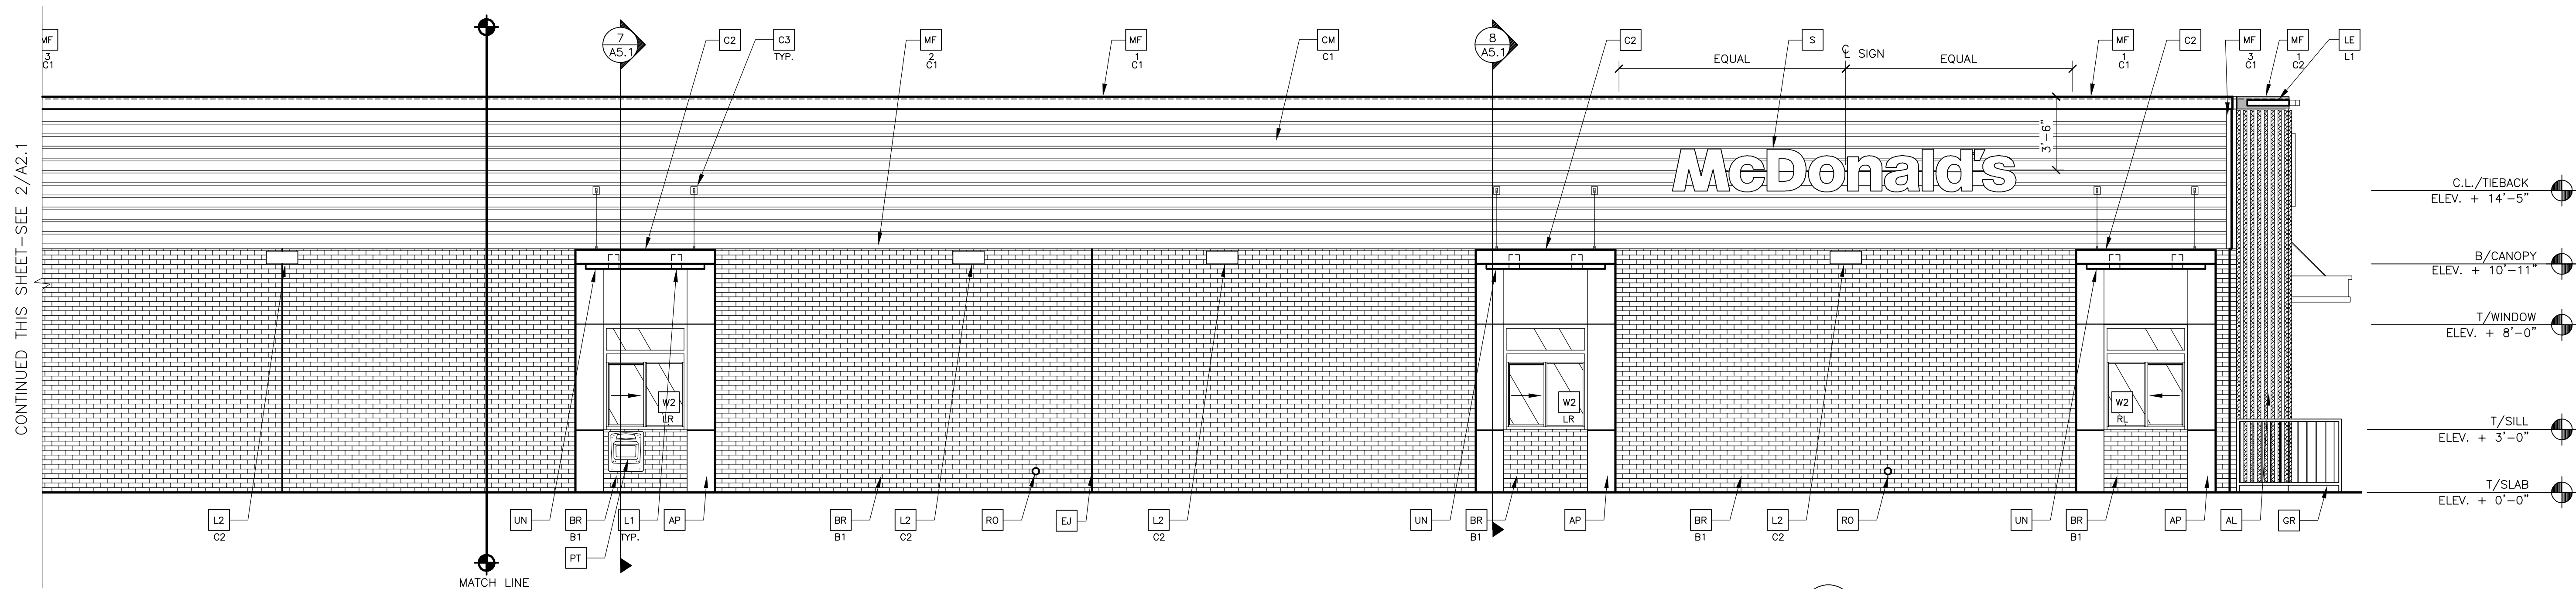 MF
3
C1
7
A5.1
C2
C3
TYP.
MF
2
C1
MF
1
C1
CM
C1
8
A5.1
C2
S
EQUAL
℄ SIGN
EQUAL
MF
1
C1
C2
MF
3
C1
MF
1
C2
LE
L1
3'-6"
McDonald's
CONTINUED THIS SHEET-SEE 2/A2.1
C.L./TIEBACK
ELEV. + 14'-5"
B/CANOPY
ELEV. + 10'-11"
T/WINDOW
ELEV. + 8'-0"
W2
LR
W2
LR
W2
RL
T/SILL
ELEV. + 3'-0"
T/SLAB
ELEV. + 0'-0"
L2
C2
UN
BR
B1
L1
TYP.
AP
BR
B1
L2
C2
RO
EJ
L2
C2
UN
BR
B1
AP
BR
B1
L2
C2
RO
UN
BR
B1
AP
AL
GR
PT
MATCH LINE